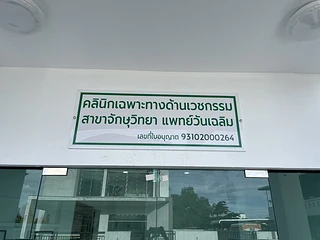 คลินิกเฉพาะทางด้านเวชกรรม
สาขาจักษุวิทยา แพทย์วันเฉลิม
เลขที่ใบอนุญาต 93102000264